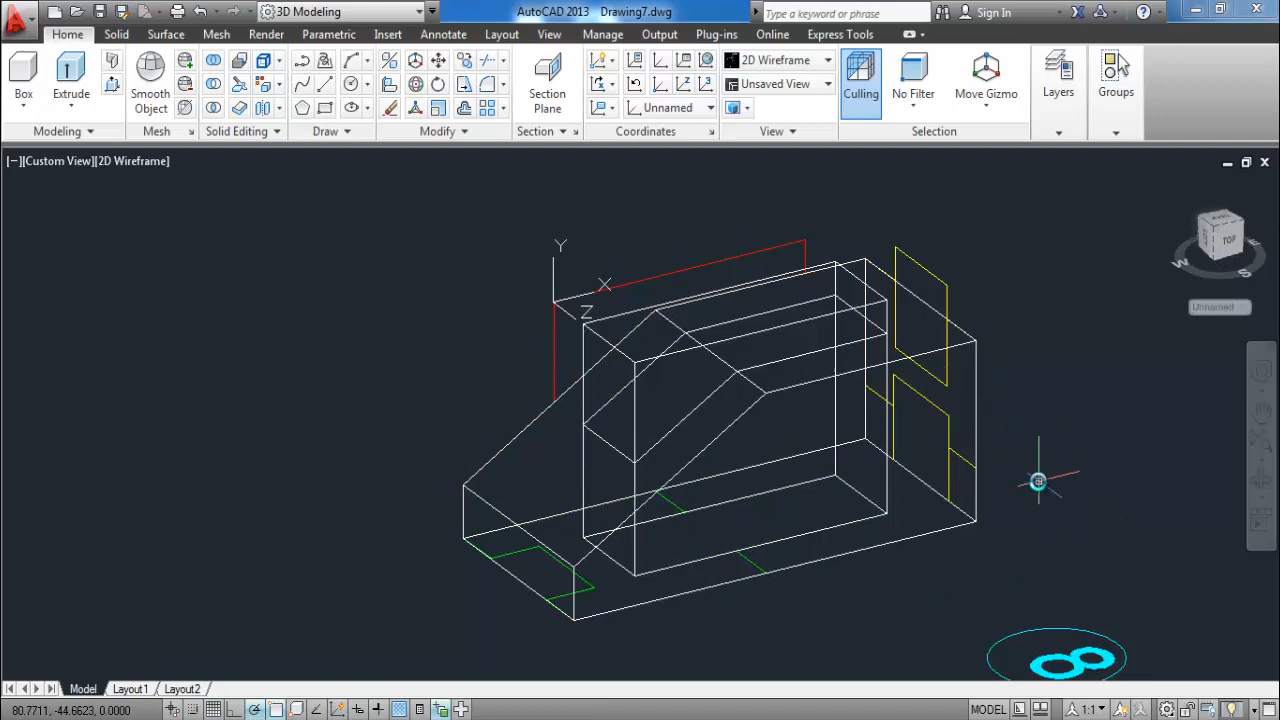 3D Modeling
AutoCAD 2013 Drawing7.dwg
Type a keyword or phrase
Sign In
Home Solid Surface Mesh Render Parametric Insert Annotate Layout View Manage Output Plug-ins Online Express Tools
Box
Extrude
Smooth
Object
Section
Plane
2D Wireframe
Unsaved View
Unnamed
Culling
No Filter
Move Gizmo
Layers
Groups
Modeling Mesh Solid Editing Draw Modify Section Coordinates View Selection
[−][Custom View][2D Wireframe]
Y
X
Z
TOP
W
S
E
Unnamed
8
Model Layout1 Layout2
80.7711, -44.6623, 0.0000
MODEL
1:1